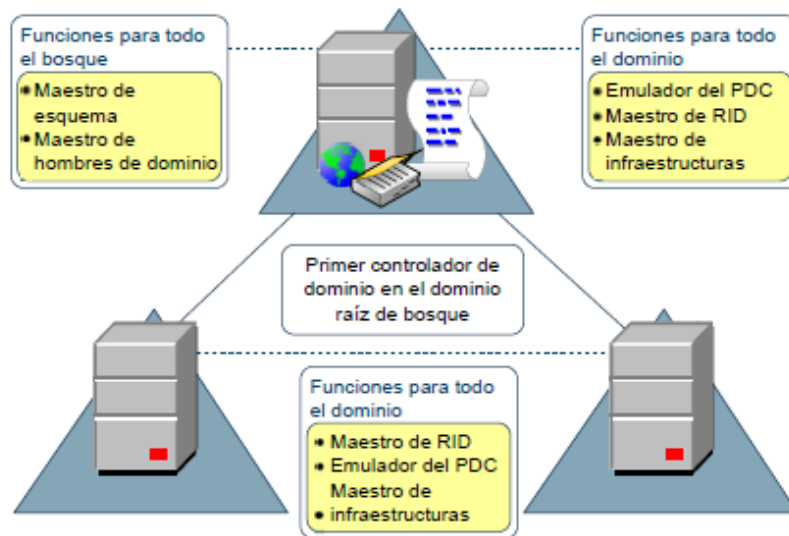 Funciones para todo
el bosque
Maestro de
esquema
Maestro de
hombres de dominio
Funciones para todo
el dominio
Emulador del PDC
Maestro de RID
Maestro de
infraestructuras
Primer controlador de
dominio en el dominio
raíz de bosque
Funciones para todo
el dominio
Maestro de RID
Emulador del PDC
Maestro de
infraestructuras